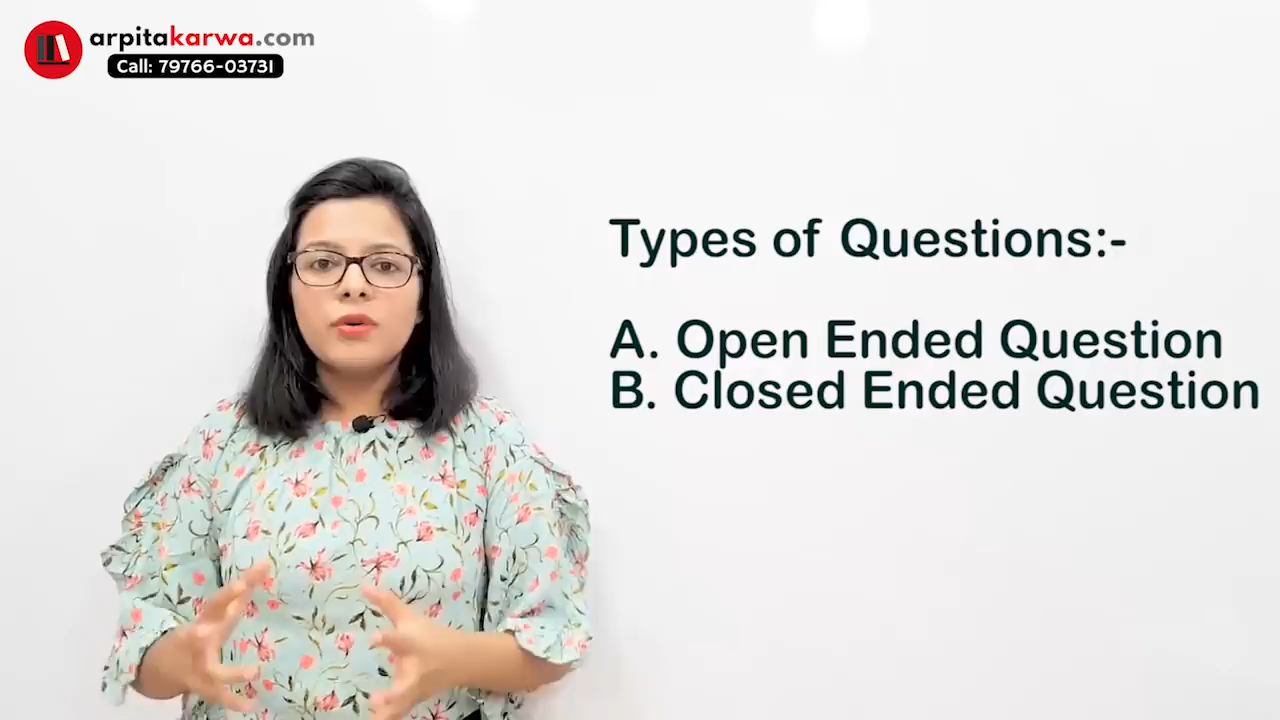 arpitakarwa.com
Call: 79766-03731
Types of Questions:-
A. Open Ended Question
B. Closed Ended Question